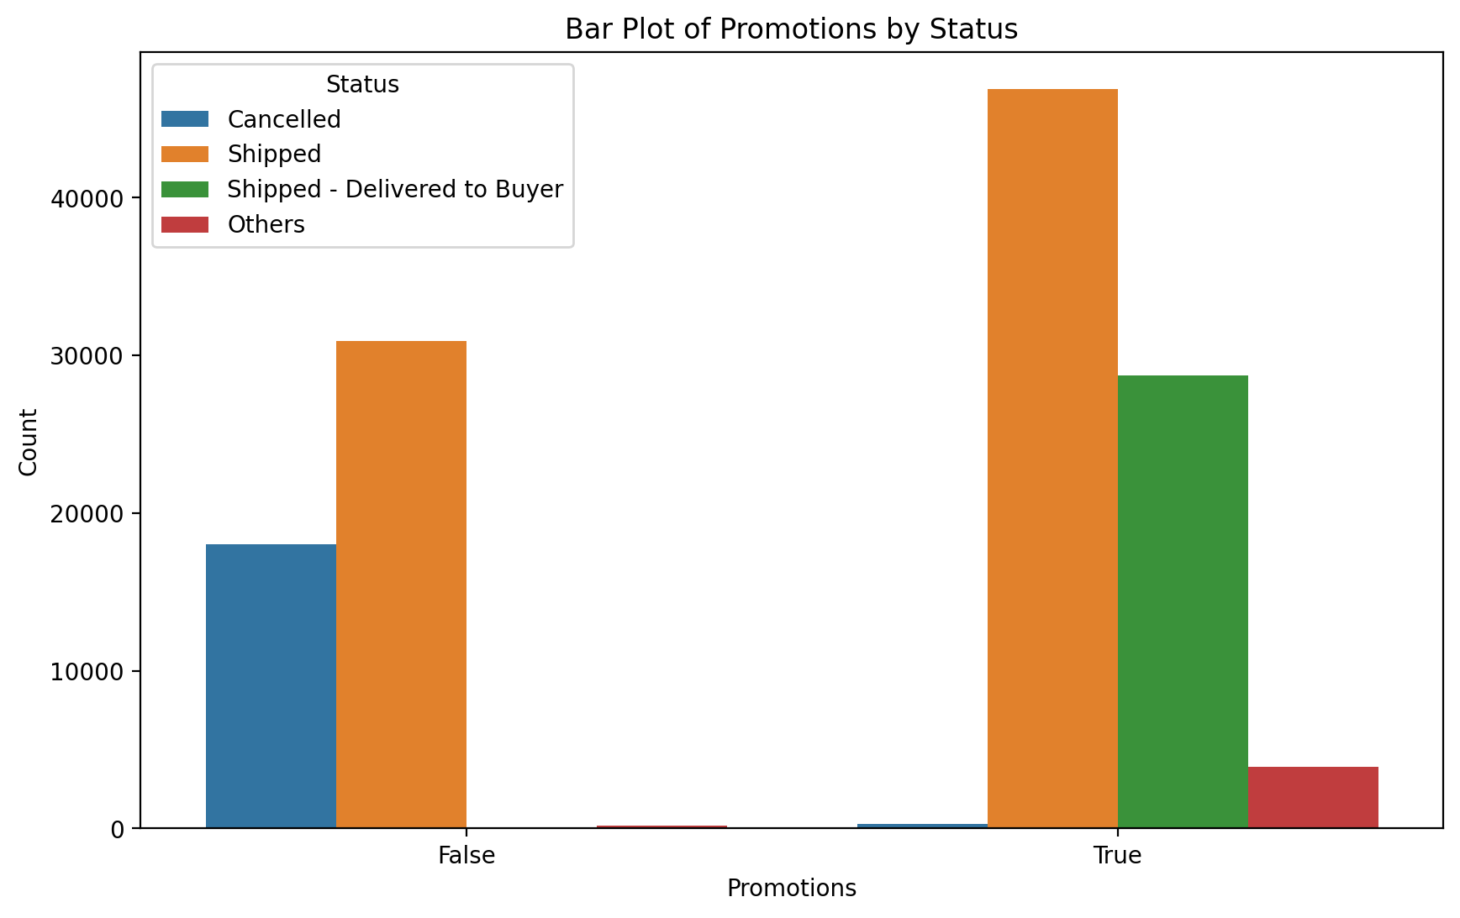 Bar Plot of Promotions by Status
Status
Cancelled
Shipped
Shipped - Delivered to Buyer
Others
40000
30000
20000
10000
0
Count
False
True
Promotions